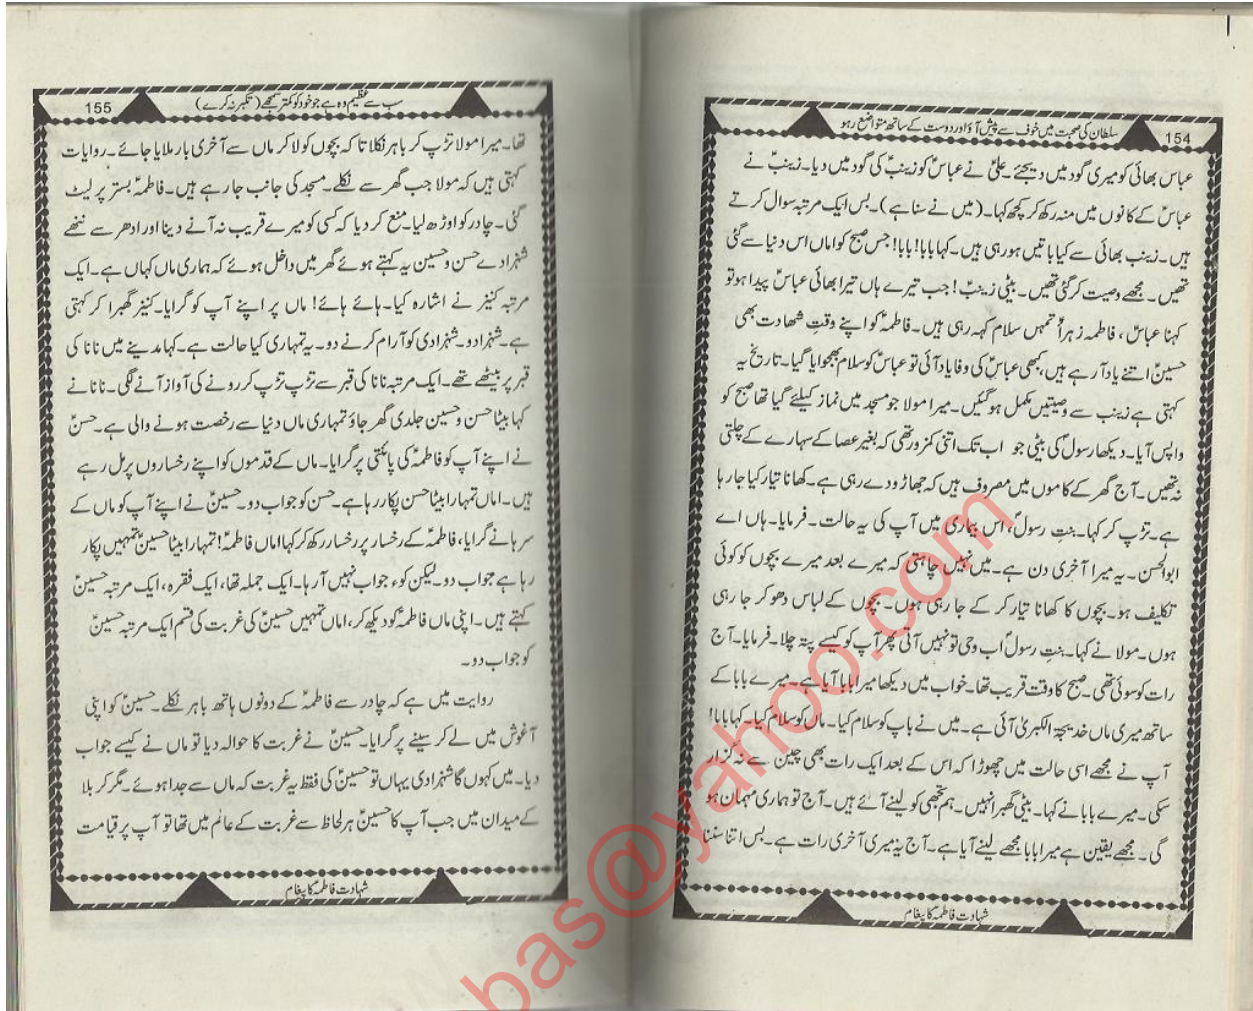 سلطان کی صحبت میں خوف سے پیش آؤ اور دوست کے ساتھ متواضع رہو
154
عباس بھائی کو میری گود میں دیجئے۔ علیؑ نے عباسؑ کو زینبؑ کی گود میں دیا۔ زینبؑ نے
عباسؑ کے کانوں میں منہ رکھ کر کچھ کہا۔ (میں نے سنا ہے)۔ بس ایک مرتبہ سوال کرتے
ہیں۔ زینب بھائی سے کیا باتیں ہو رہی ہیں۔ کہا بابا! بابا! جس صبح کو اماں اس دنیا سے گئی
تھیں۔ مجھے وصیت کر گئی تھیں۔ بیٹی زینبؑ! جب تیرے ہاں تیرا بھائی عباسؑ پیدا ہو تو
کہنا عباسؑ، فاطمہ زہراؑ تمہں سلام کہہ رہی ہیں۔ فاطمہؑ کو اپنے وقتِ شہادت بھی
حسینؑ اتنے یاد آ رہے ہیں، کبھی عباسؑ کی وفا یاد آئی تو عباسؑ کو سلام بھجوایا گیا۔ تاریخ یہ
کہتی ہے زینب سے وصیتیں مکمل ہو گئیں۔ میرا مولا جو مسجد میں نماز کیلئے گیا تھا صبح کو
واپس آیا۔ دیکھا رسولؐ کی بیٹی جو اب تک اتنی کمزور تھی کہ بغیر عصا کے سہارے کے چلتی
نہ تھیں۔ آج گھر کے کاموں میں مصروف ہیں کہ جھاڑو دے رہی ہے۔ کھانا تیار کیا جا رہا
ہے۔ تڑپ کر کہا۔ بنتِ رسولؐ، اس بیماری میں آپ کی یہ حالت۔ فرمایا۔ ہاں اے
ابوالحسن۔ یہ میرا آخری دن ہے۔ میں نہیں چاہتی کہ میرے بعد میرے بچوں کو کوئی
تکلیف ہو۔ بچوں کا کھانا تیار کر کے جا رہی ہوں۔ بچوں کے لباس دھو کر جا رہی
ہوں۔ مولا نے کہا۔ بنتِ رسولؐ اب وحی تو نہیں آتی پھر آپ کو کیسے پتہ چلا۔ فرمایا۔ آج
رات کو سوئی تھی۔ صبح کا وقت قریب تھا۔ خواب میں دیکھا میرا بابا آیا ہے۔ میرے بابا کے
ساتھ میری ماں خدیجۃ الکبریٰ آئی ہے۔ میں نے باپ کو سلام کیا۔ ماں کو سلام کیا۔ کہا بابا!
آپ نے مجھے اسی حالت میں چھوڑا کہ اس کے بعد ایک رات بھی چین سے نہ گزار
سکی۔ میرے بابا نے کہا۔ بیٹی گھبرا نہیں۔ ہم تجھی کو لینے آئے ہیں۔ آج تو ہماری مہمان ہو
گی۔ مجھے یقین ہے میرا بابا مجھے لینے آیا ہے۔ آج یہ میری آخری رات ہے۔ بس اتنا سننا
شہادت فاطمہؑ کا پیغام
سب سے عظیم وہ ہے جو خود کو کمتر سمجھے (تکبر نہ کرے)
155
تھا۔ میرا مولا تڑپ کر باہر نکلا تا کہ بچوں کو لا کر ماں سے آخری بار ملایا جائے۔ روایات
کہتی ہیں کہ مولا جب گھر سے نکلے۔ مسجد کی جانب جا رہے ہیں۔ فاطمہؑ بستر پر لیٹ
گئی۔ چادر کو اوڑھ لیا۔ منع کر دیا کہ کسی کو میرے قریب نہ آنے دینا اور ادھر سے ننھے
شہزادے حسن و حسین یہ کہتے ہوئے گھر میں داخل ہوئے کہ ہماری ماں کہاں ہے۔ ایک
مرتبہ کنیز نے اشارہ کیا۔ ہائے ہائے! ماں پر اپنے آپ کو گرایا۔ کنیز گھبرا کر کہتی
ہے۔ شہزادو۔ شہزادی کو آرام کرنے دو۔ یہ تمہاری کیا حالت ہے۔ کہا مدینے میں نانا کی
قبر پر بیٹھے تھے۔ ایک مرتبہ نانا کی قبر سے تڑپ تڑپ کر رونے کی آواز آنے لگی۔ نانا نے
کہا بیٹا حسن و حسین جلدی گھر جاؤ تمہاری ماں دنیا سے رخصت ہونے والی ہے۔ حسنؑ
نے اپنے آپ کو فاطمہؑ کی پائنتی پر گرایا۔ ماں کے قدموں کو اپنے رخساروں پر مل رہے
ہیں۔ اماں تمہارا بیٹا حسن پکار رہا ہے۔ حسن کو جواب دو۔ حسینؑ نے اپنے آپ کو ماں کے
سرہانے گرایا، فاطمہؑ کے رخسار پر رخسار رکھ کر کہا اماں فاطمہؑ! تمہارا بیٹا حسینؑ تمہیں پکار
رہا ہے جواب دو۔ لیکن کوء جواب نہیں آ رہا۔ ایک جملہ تھا، ایک فقرہ، ایک مرتبہ حسینؑ
کہتے ہیں۔ اپنی ماں فاطمہؑ کو دیکھ کر، اماں تمہیں حسینؑ کی غربت کی قسم ایک مرتبہ حسینؑ
کو جواب دو۔
روایت میں ہے کہ چادر سے فاطمہؑ کے دونوں ہاتھ باہر نکلے۔ حسینؑ کو اپنی
آغوش میں لے کر سینے پر گرایا۔ حسینؑ نے غربت کا حوالہ دیا تو ماں نے کیسے جواب
دیا۔ میں کہوں گا شہزادی یہاں تو حسینؑ کی فقط یہ غربت کہ ماں سے جدا ہوئے۔ مگر کربلا
کے میدان میں جب آپ کا حسینؑ ہر لحاظ سے غربت کے عالم میں تھا تو آپ پر قیامت
شہادت فاطمہؑ کا پیغام
bas@yahoo.com